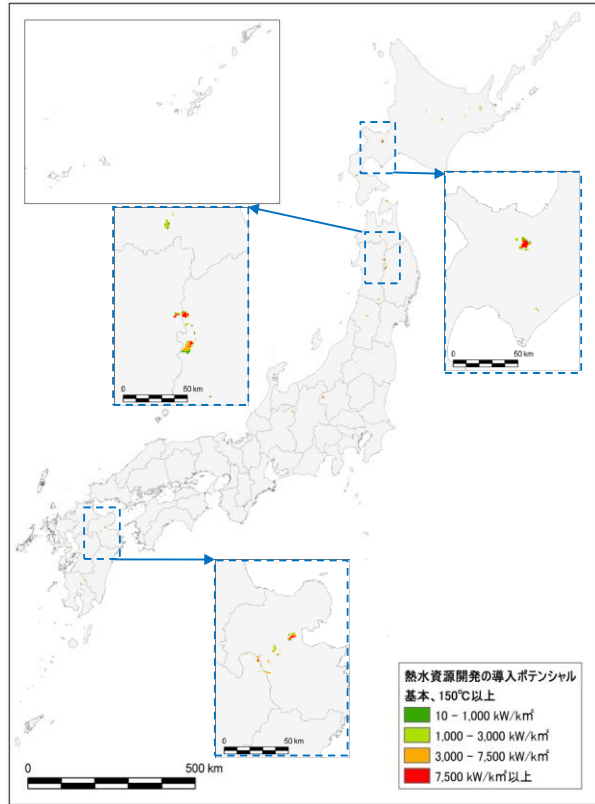 0 50 km
0 50 km
0 50 km
熱水資源開発の導入ポテンシャル
基本、150℃以上
10 – 1,000 kW/k㎡
1,000 – 3,000 kW/k㎡
3,000 – 7,500 kW/k㎡
7,500 kW/k㎡以上
0 500 km